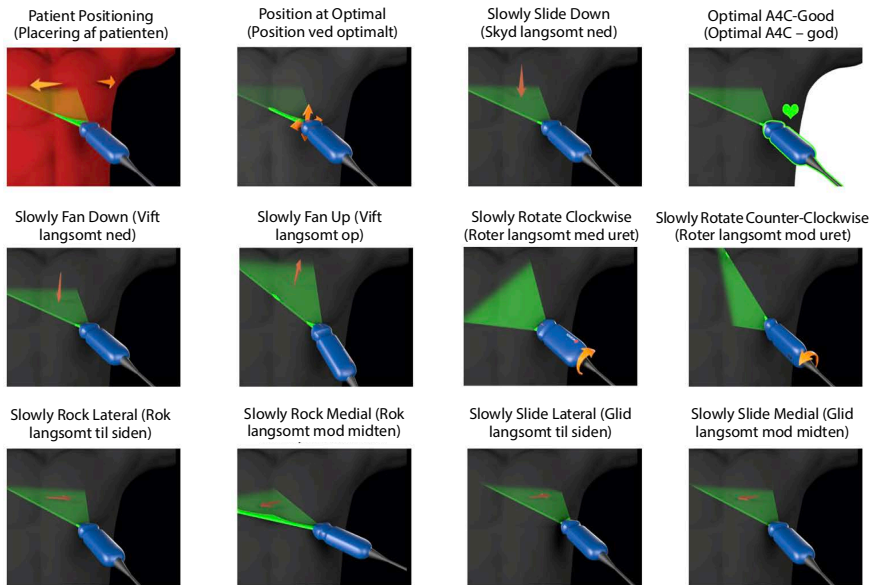 Patient Positioning
(Placering af patienten)
Position at Optimal
(Position ved optimalt)
Slowly Slide Down
(Skyd langsomt ned)
Optimal A4C-Good
(Optimal A4C – god)
Slowly Fan Down (Vift
langsomt ned)
Slowly Fan Up (Vift
langsomt op)
Slowly Rotate Clockwise
(Roter langsomt med uret)
Slowly Rotate Counter-Clockwise
(Roter langsomt mod uret)
Slowly Rock Lateral (Rok
langsomt til siden)
Slowly Rock Medial (Rok
langsomt mod midten)
Slowly Slide Lateral (Glid
langsomt til siden)
Slowly Slide Medial (Glid
langsomt mod midten)